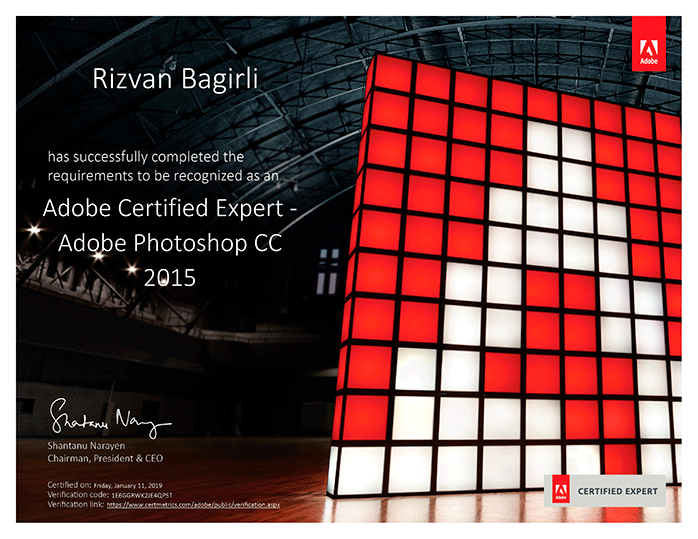 Adobe
Rizvan Bagirli
has successfully completed the
requirements to be recognized as an
Adobe Certified Expert -
Adobe Photoshop CC
2015
Shantanu Narayen
Shantanu Narayen
Chairman, President & CEO
Certified on: Friday, January 11, 2019
Verification code: 1E6GGRWK2JE4QP5T
Verification link: https://www.certmetrics.com/adobe/public/verification.aspx
Adobe
CERTIFIED EXPERT